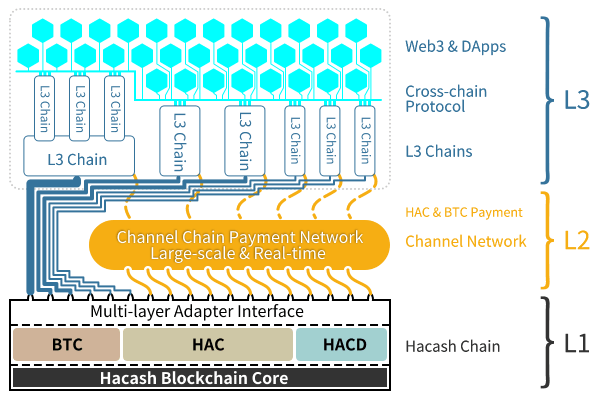 Web3 & DApps
Cross-chain
Protocol
L3 Chains
L3
L3 Chain
L3 Chain
L3 Chain
L3 Chain
L3 Chain
L3 Chain
L3 Chain
L3 Chain
L3 Chain
HAC & BTC Payment
Channel Network
L2
Channel Chain Payment Network
Large-scale & Real-time
Multi-layer Adapter Interface
BTC
HAC
HACD
Hacash Blockchain Core
Hacash Chain
L1